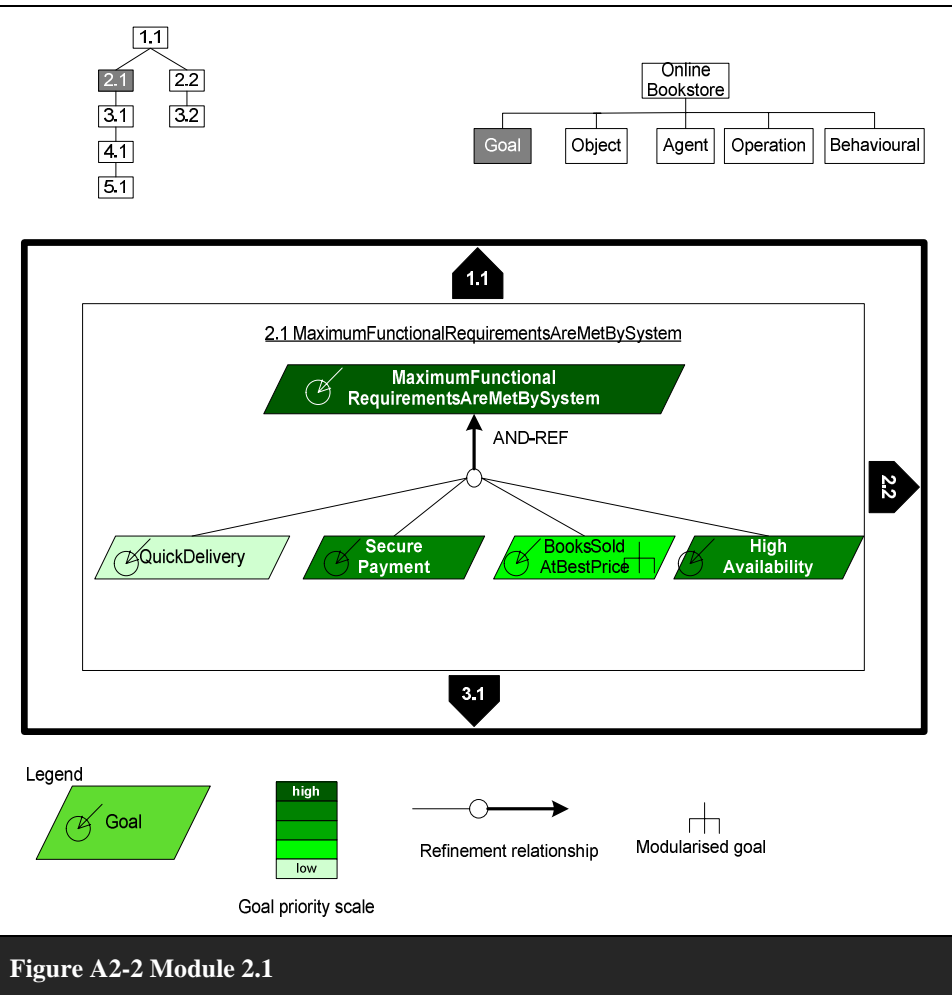 1.1
2.1
2.2
3.1
3.2
4.1
5.1
Online
Bookstore
Goal
Object
Agent
Operation
Behavioural
1.1
2.1 MaximumFunctionalRequirementsAreMetBySystem
MaximumFunctional
RequirementsAreMetBySystem
AND-REF
2.2
QuickDelivery
Secure
Payment
BooksSold
AtBestPrice
High
Availability
3.1
Legend
Goal
high
low
Goal priority scale
Refinement relationship
Modularised goal
Figure A2-2 Module 2.1